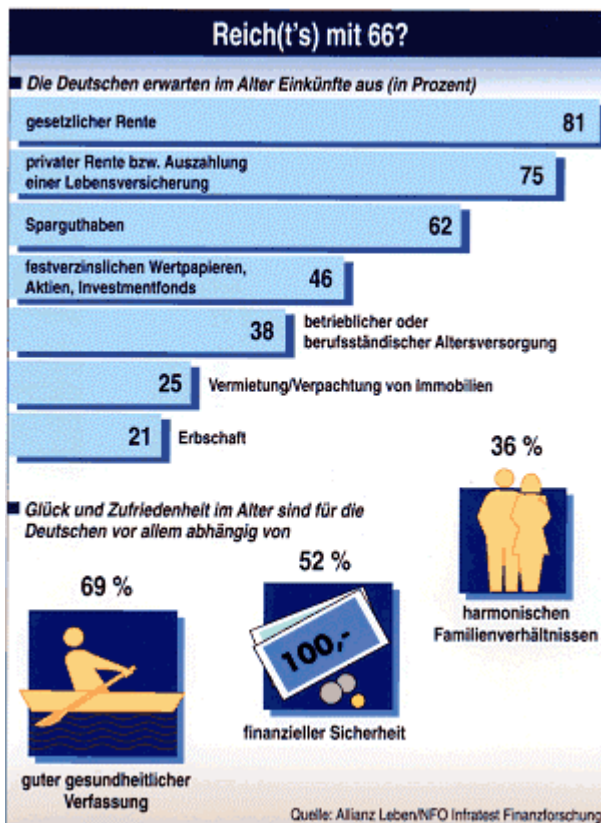 Reich(t's) mit 66?
Die Deutschen erwarten im Alter Einkünfte aus (in Prozent)
gesetzlicher Rente 81
privater Rente bzw. Auszahlung
einer Lebensversicherung 75
Sparguthaben 62
festverzinslichen Wertpapieren,
Aktien, Investmentfonds 46
38 betrieblicher oder
berufsständischer Altersversorgung
25 Vermietung/Verpachtung von Immobilien
21 Erbschaft
Glück und Zufriedenheit im Alter sind für die
Deutschen vor allem abhängig von
69 %
guter gesundheitlicher
Verfassung
52 %
100,-
finanzieller Sicherheit
36 %
harmonischen
Familienverhältnissen
Quelle: Allianz Leben/NFO Infratest Finanzforschung